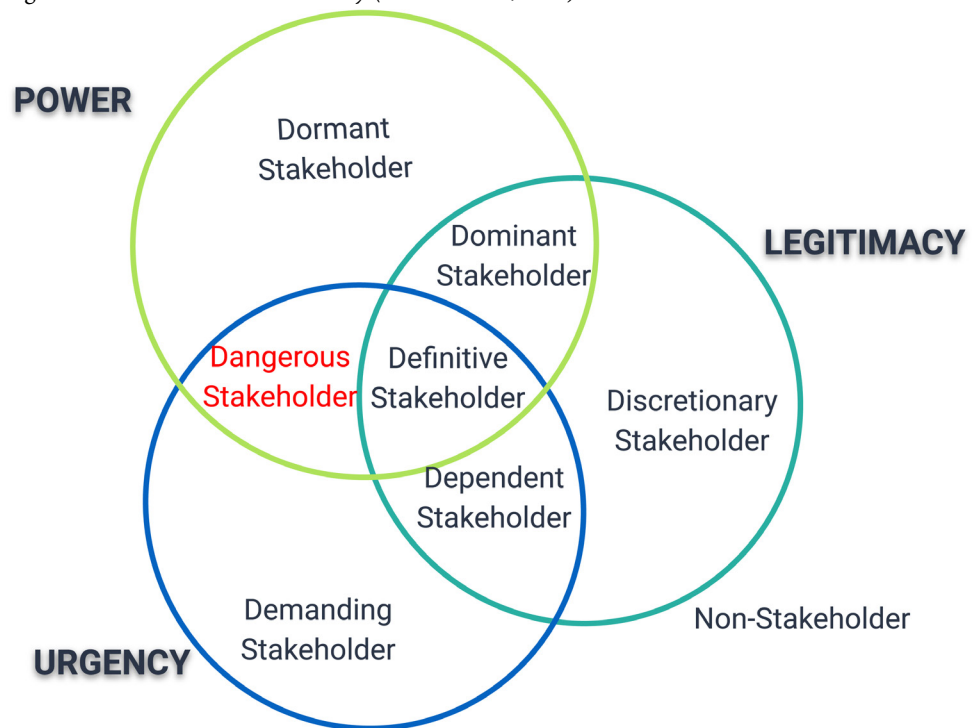 POWER
Dormant
Stakeholder
Dominant
Stakeholder
LEGITIMACY
Dangerous
Stakeholder
Definitive
Stakeholder
Discretionary
Stakeholder
Dependent
Stakeholder
Demanding
Stakeholder
Non-Stakeholder
URGENCY